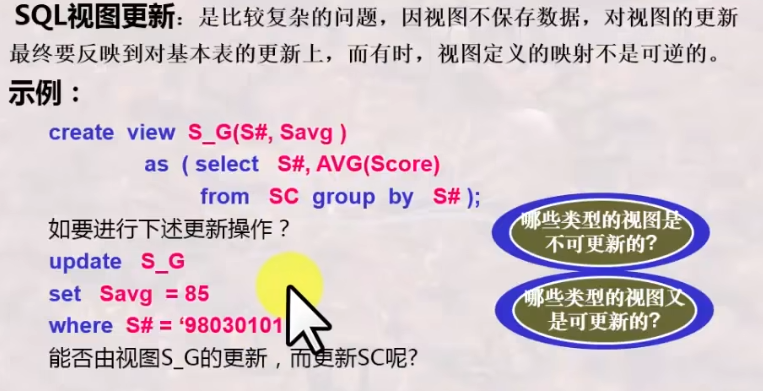 SQL视图更新：是比较复杂的问题，因视图不保存数据，对视图的更新
最终要反映到对基本表的更新上，而有时，视图定义的映射不是可逆的。
示例：
create view S_G(S#, Savg )
as ( select S#, AVG(Score)
from SC group by S# );
如要进行下述更新操作？
update S_G
set Savg = 85
where S# = ‘98030101
能否由视图S_G的更新，而更新SC呢?
哪些类型的视图是
不可更新的?
哪些类型的视图又
是可更新的?